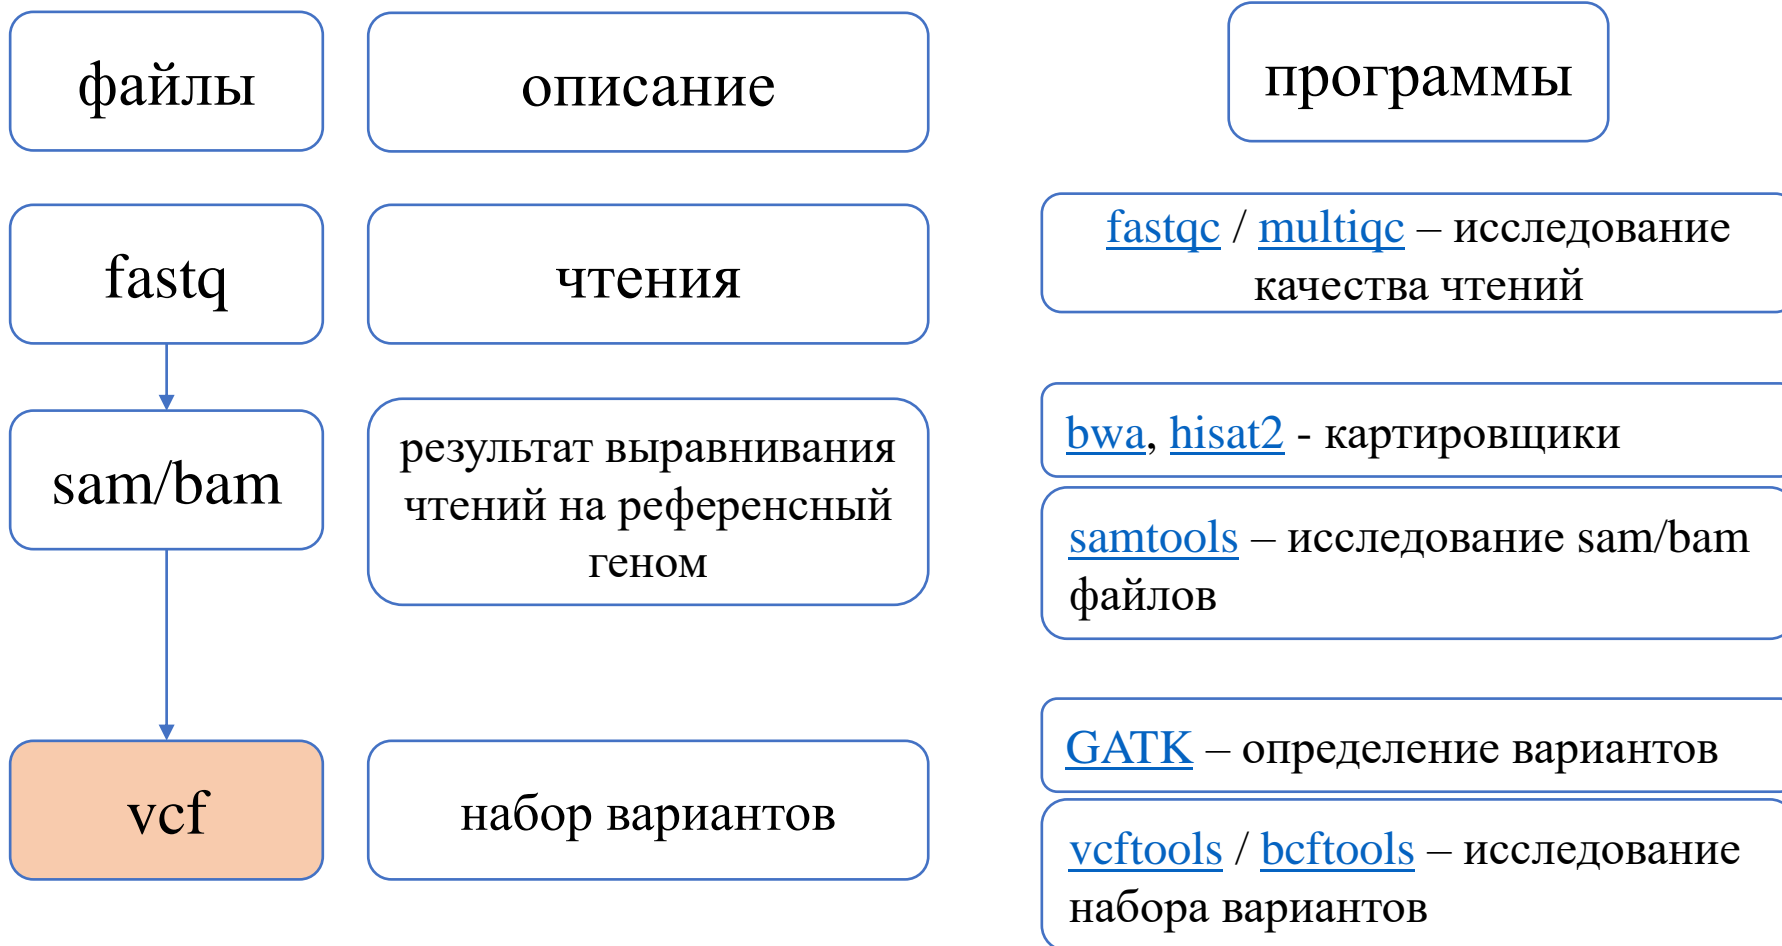 файлы
описание
программы
fastq
чтения
fastqc / multiqc – исследование
качества чтений
sam/bam
результат выравнивания
чтений на референсный
геном
bwa, hisat2 - картировщики
samtools – исследование sam/bam
файлов
vcf
набор вариантов
GATK – определение вариантов
vcftools / bcftools – исследование
набора вариантов